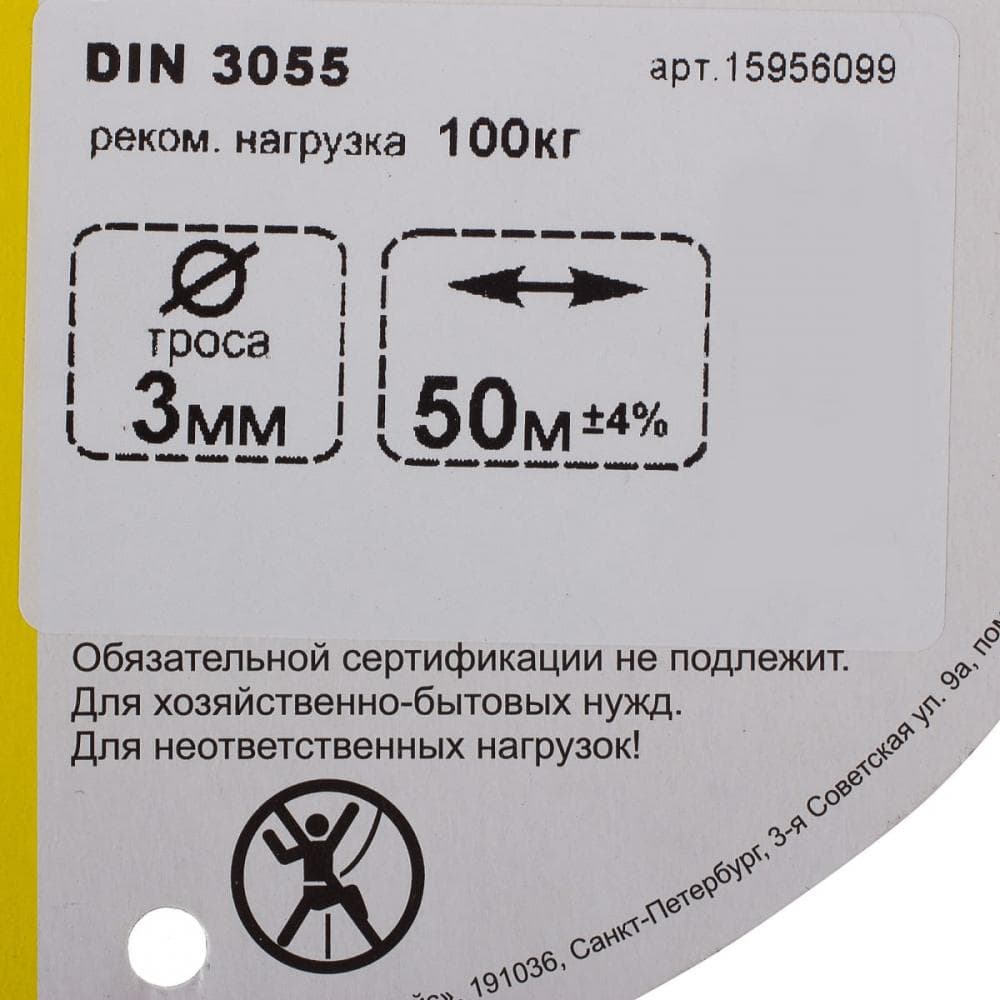 DIN 3055
арт.15956099
реком. нагрузка 100кг
троса
3мм
50м ±4%
Обязательной сертификации не подлежит.
Для хозяйственно-бытовых нужд.
Для неответственных нагрузок!
191036, Санкт-Петербург, 3-я Советская ул. 9а,